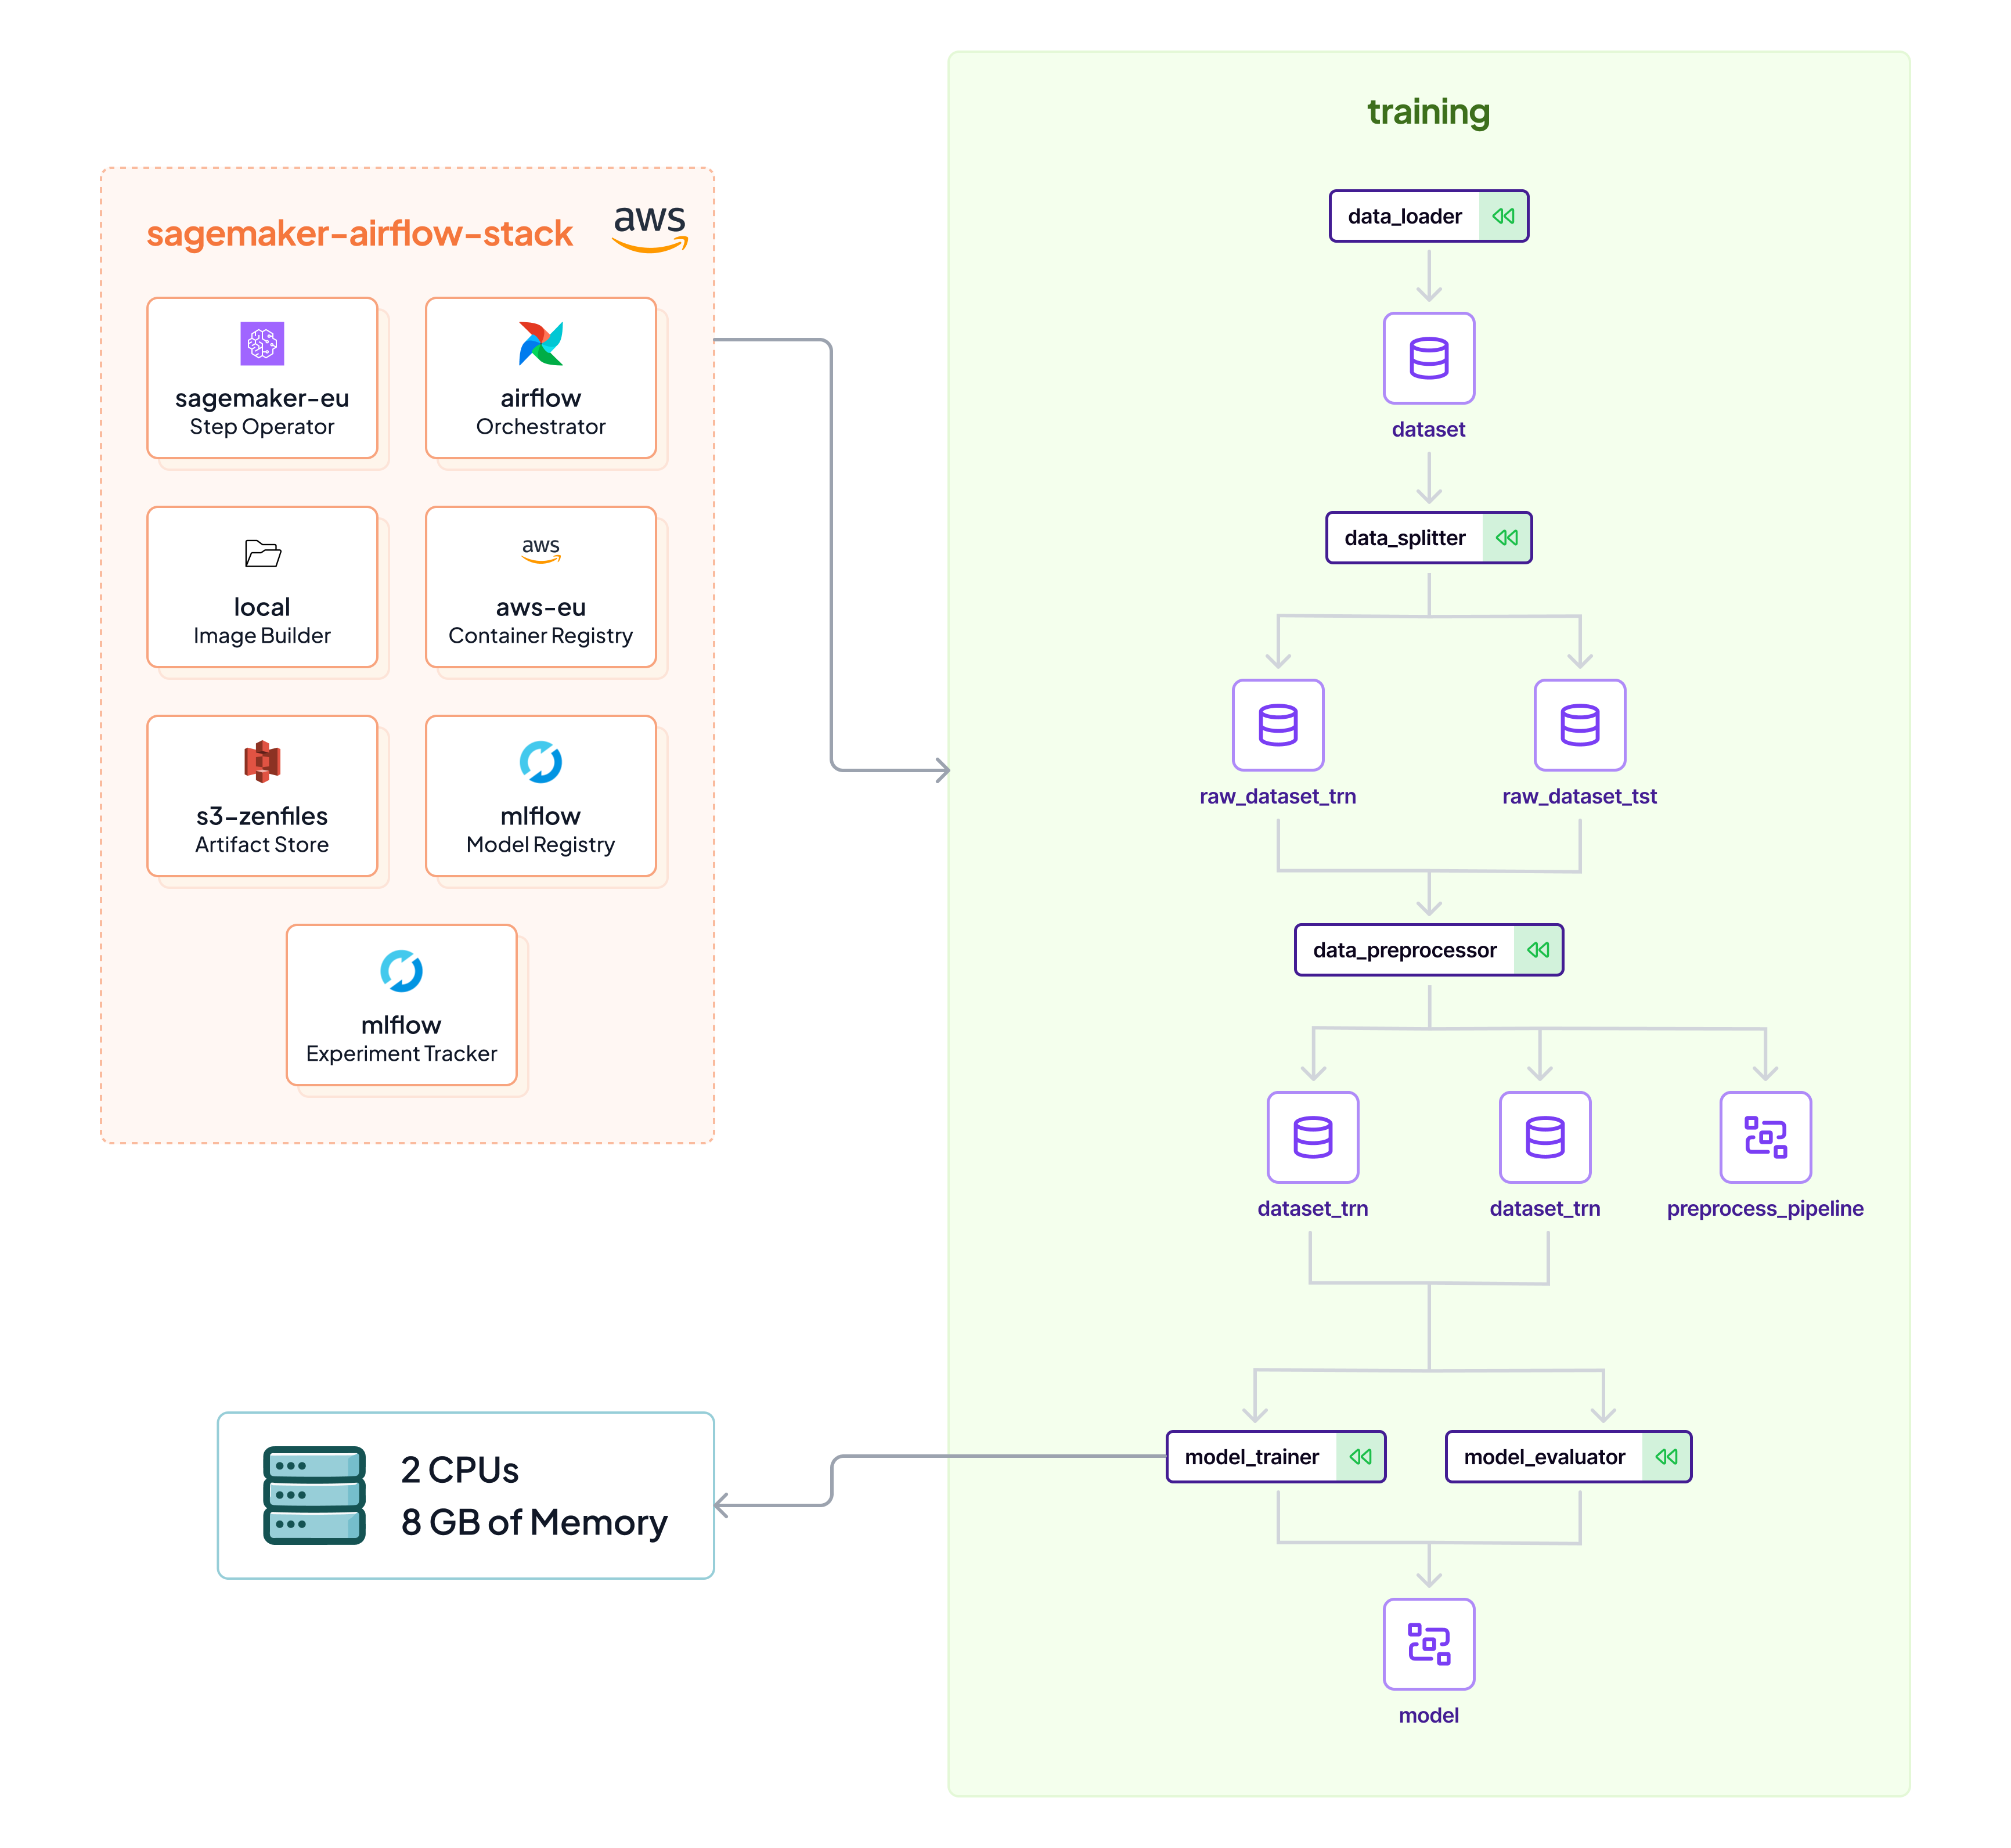 sagemaker-airflow-stack
aws
sagemaker-eu
Step Operator
airflow
Orchestrator
local
Image Builder
aws
aws-eu
Container Registry
s3-zenfiles
Artifact Store
mlflow
Model Registry
mlflow
Experiment Tracker
2 CPUs
8 GB of Memory
training
data_loader
dataset
data_splitter
raw_dataset_trn
raw_dataset_tst
data_preprocessor
dataset_trn
dataset_trn
preprocess_pipeline
model_trainer
model_evaluator
model